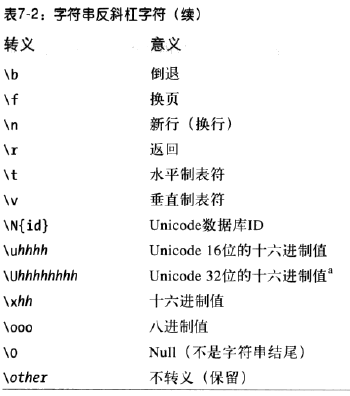 表7-2：字符串反斜杠字符（续）
转义 意义
\b 倒退
\f 换页
\n 新行（换行）
\r 返回
\t 水平制表符
\v 垂直制表符
\N{id} Unicode数据库ID
\uhhhh Unicode 16位的十六进制值
\Uhhhhhhhh Unicode 32位的十六进制值a
\xhh 十六进制值
\ooo 八进制值
\0 Null（不是字符串结尾）
\other 不转义（保留）